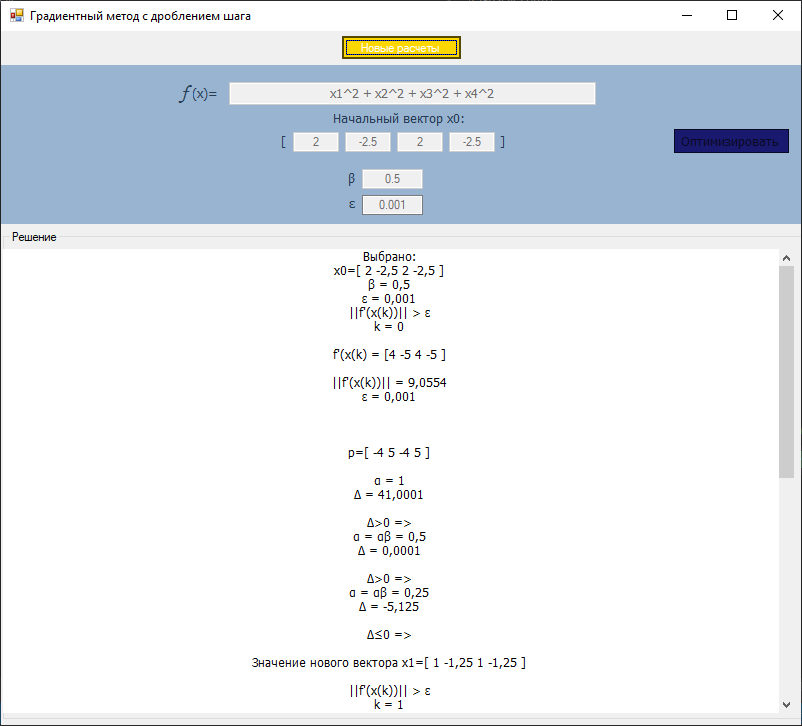 Градиентный метод с дроблением шага
Новые расчеты
f(x)= x1^2 + x2^2 + x3^2 + x4^2
Начальный вектор x0:
[ 2 -2.5 2 -2.5 ]
Оптимизировать
β 0.5
ε 0.001
Решение
Выбрано:
x0=[ 2 -2,5 2 -2,5 ]
β = 0,5
ε = 0,001
||f'(x(k))|| > ε
k = 0
f'(x(k) = [4 -5 4 -5 ]
||f'(x(k))|| = 9,0554
ε = 0,001
p=[ -4 5 -4 5 ]
α = 1
Δ = 41,0001
Δ>0 =>
α = αβ = 0,5
Δ = 0,0001
Δ>0 =>
α = αβ = 0,25
Δ = -5,125
Δ≤0 =>
Значение нового вектора x1=[ 1 -1,25 1 -1,25 ]
||f'(x(k))|| > ε
k = 1